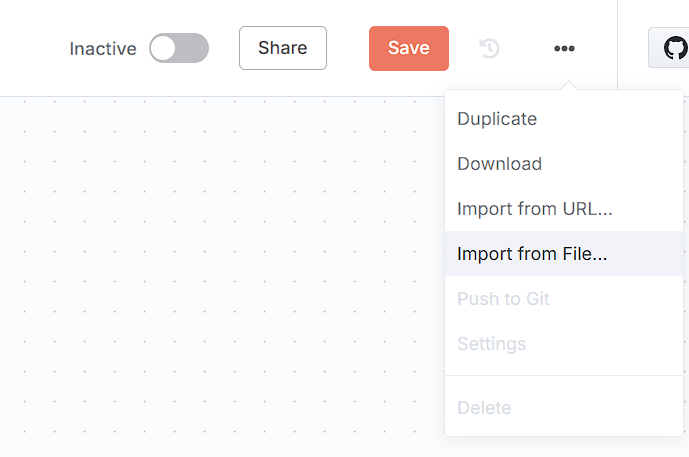 Inactive
Share
Save
Duplicate
Download
Import from URL...
Import from File...
Push to Git
Settings
Delete